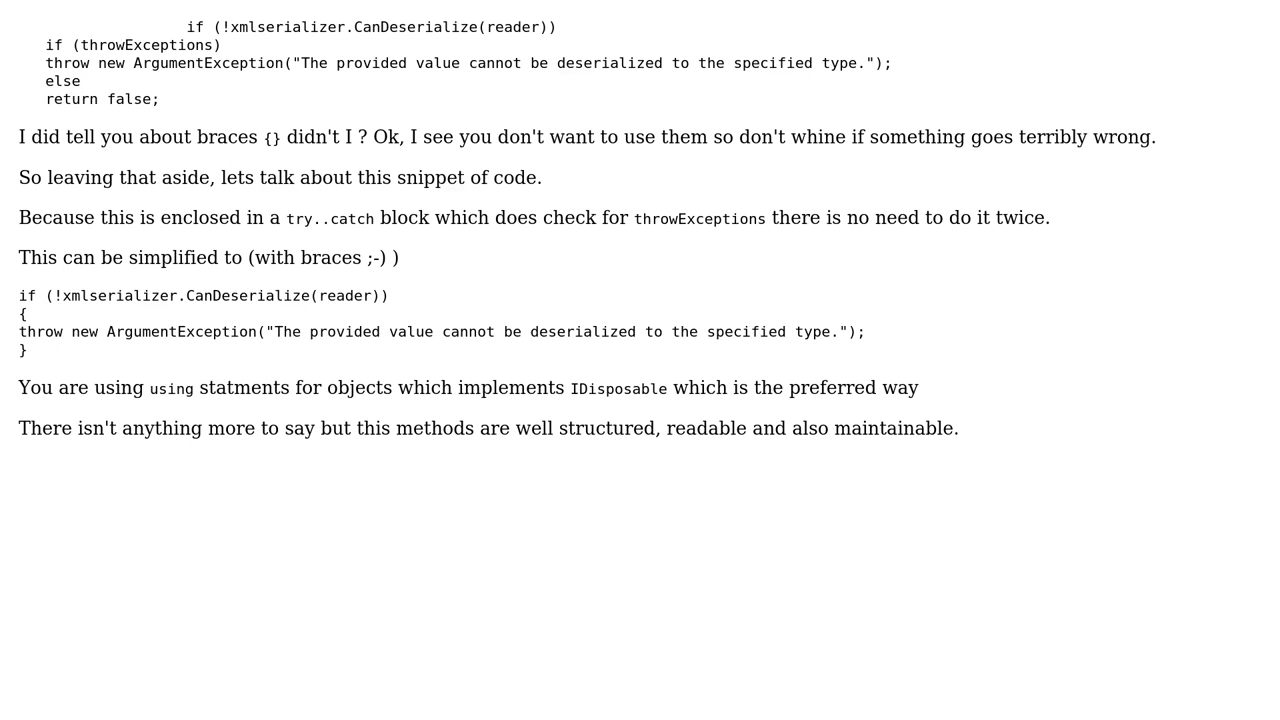 if (!xmlserializer.CanDeserialize(reader))
if (throwExceptions)
throw new ArgumentException("The provided value cannot be deserialized to the specified type.");
else
return false;
I did tell you about braces {} didn't I ? Ok, I see you don't want to use them so don't whine if something goes terribly wrong.
So leaving that aside, lets talk about this snippet of code.
Because this is enclosed in a try..catch block which does check for throwExceptions there is no need to do it twice.
This can be simplified to (with braces ;-) )
if (!xmlserializer.CanDeserialize(reader))
{
throw new ArgumentException("The provided value cannot be deserialized to the specified type.");
}
You are using using statments for objects which implements IDisposable which is the preferred way
There isn't anything more to say but this methods are well structured, readable and also maintainable.